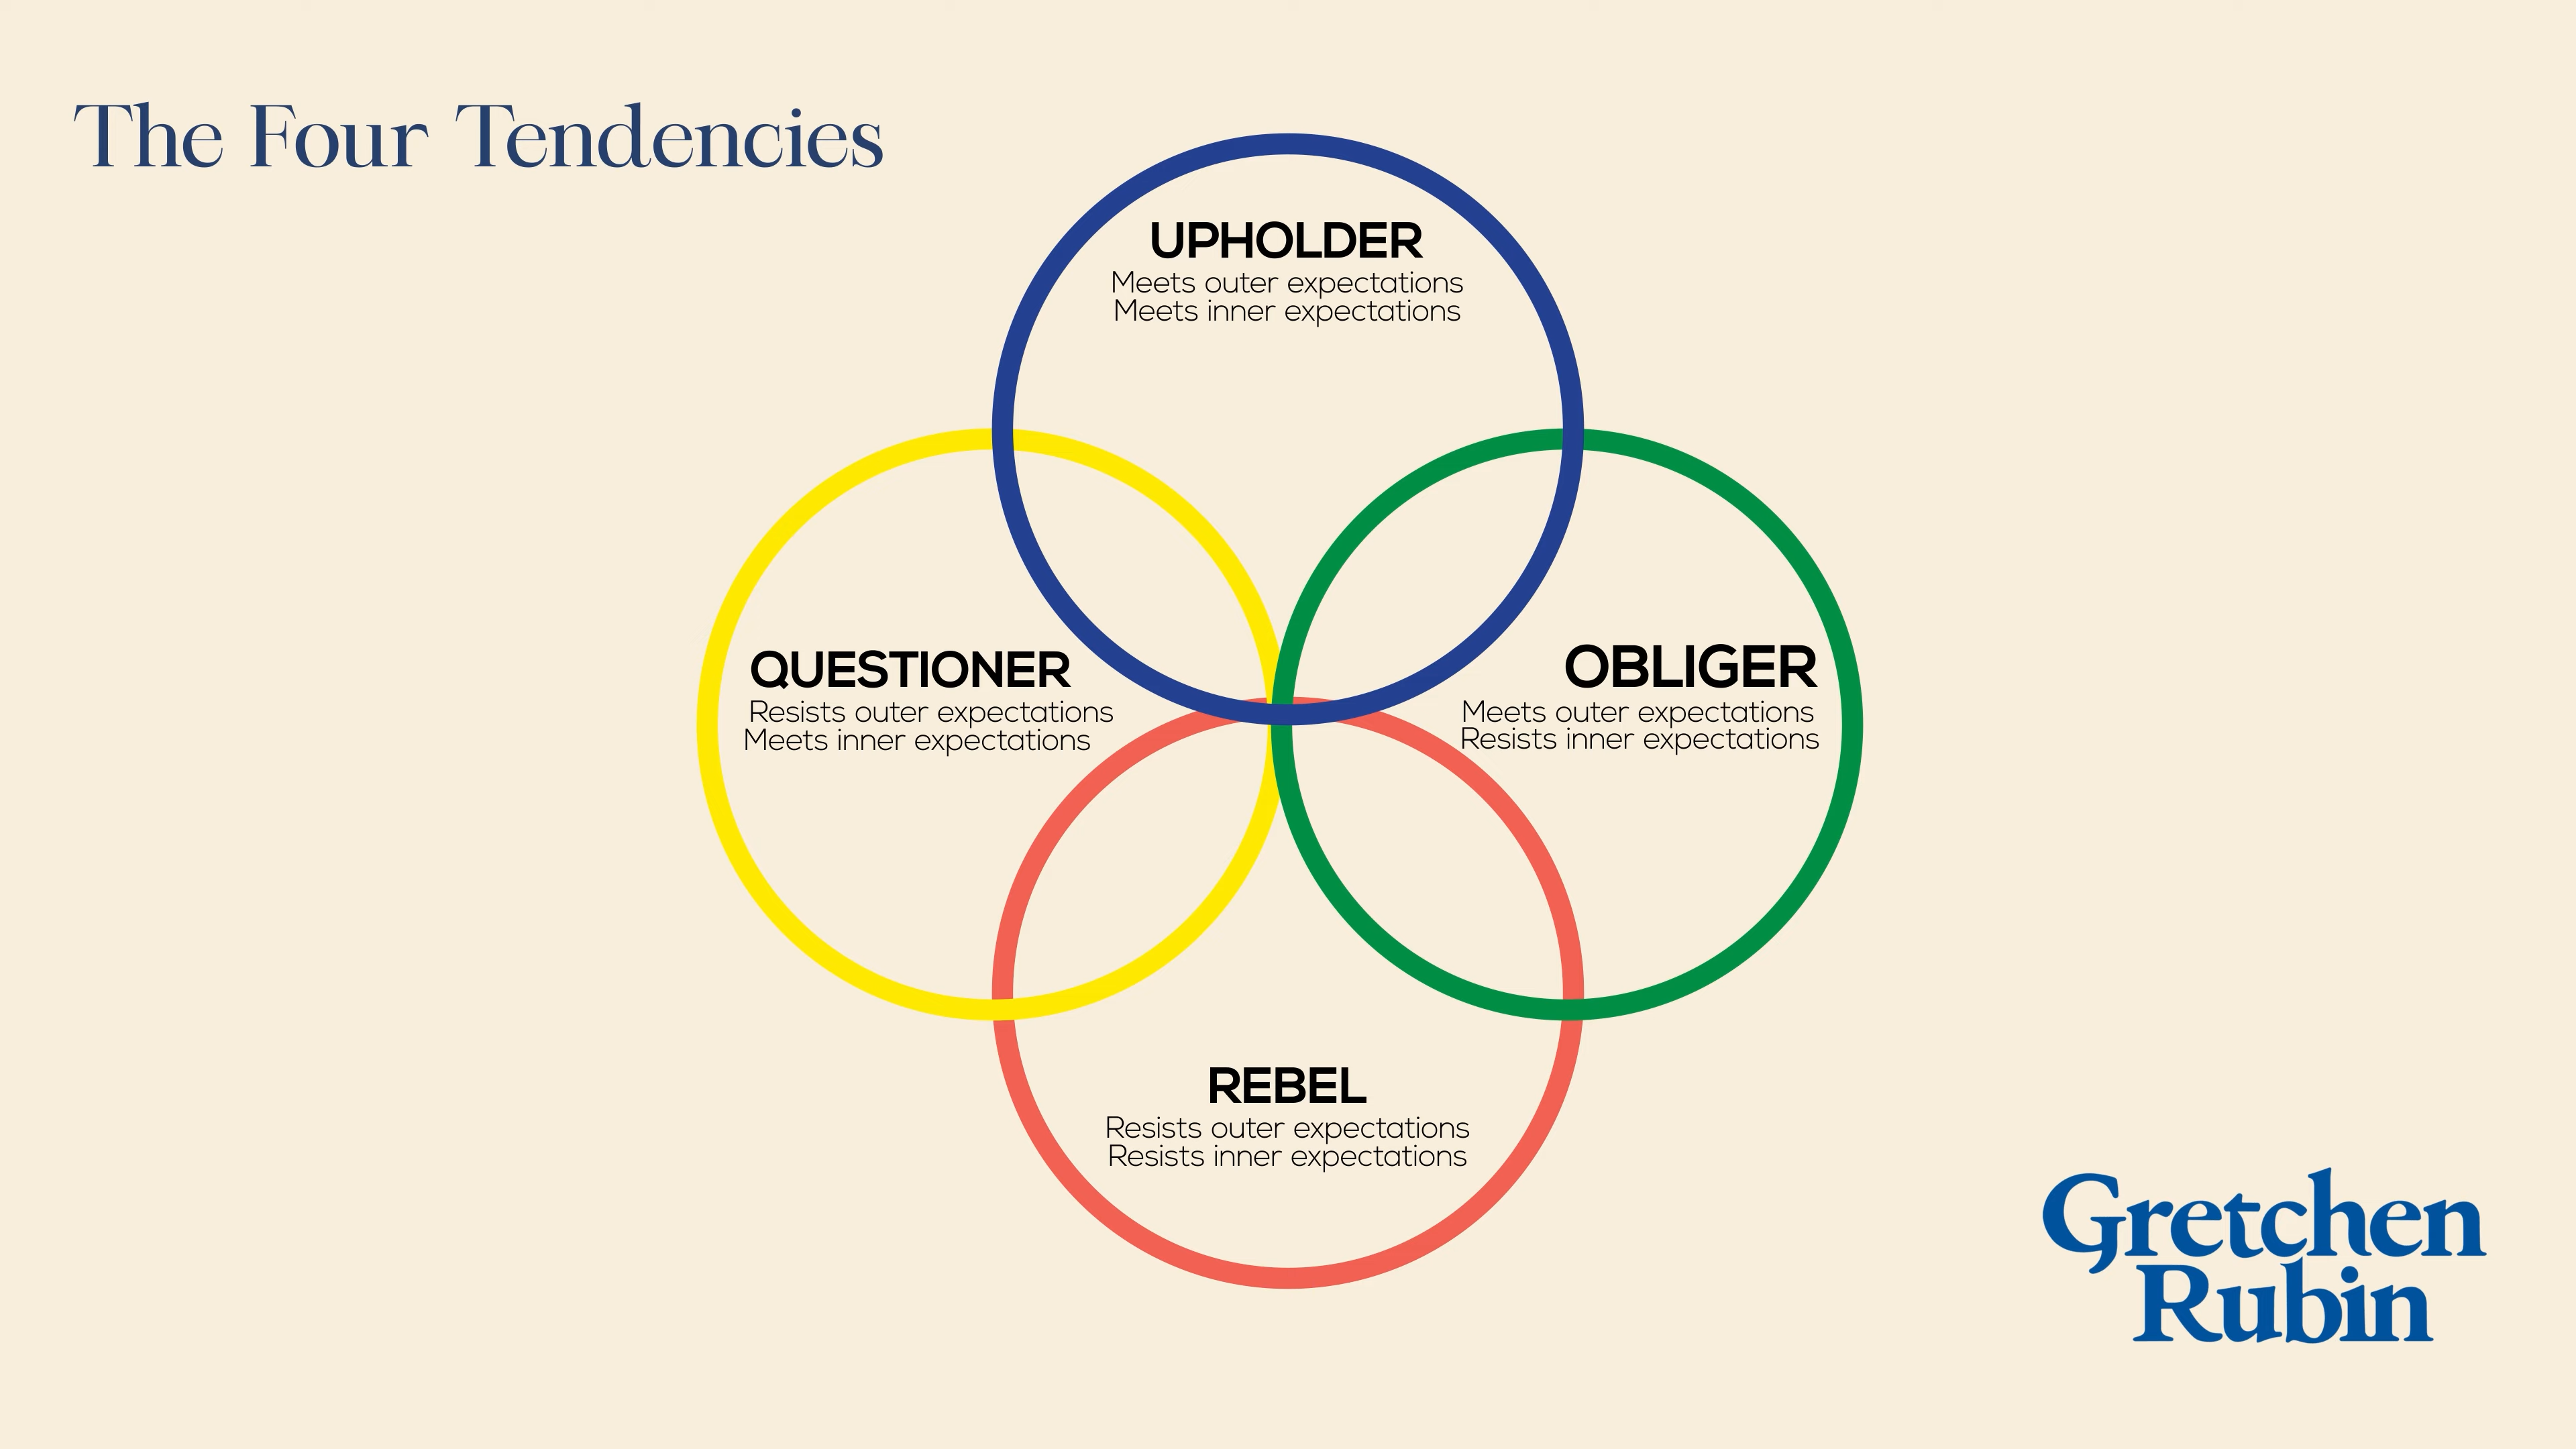 The Four Tendencies
UPHOLDER
Meets outer expectations
Meets inner expectations
QUESTIONER
Resists outer expectations
Meets inner expectations
OBLIGER
Meets outer expectations
Resists inner expectations
REBEL
Resists outer expectations
Resists inner expectations
Gretchen
Rubin